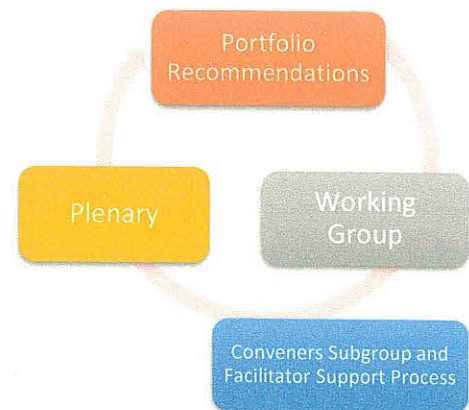 Portfolio
Recommendations
Plenary
Working
Group
Conveners Subgroup and
Facilitator Support Process